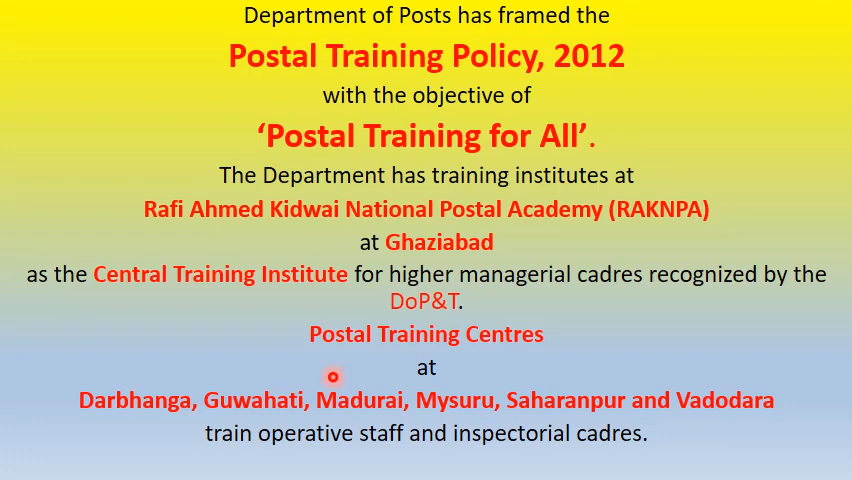 Department of Posts has framed the
Postal Training Policy, 2012
with the objective of
‘Postal Training for All’.
The Department has training institutes at
Rafi Ahmed Kidwai National Postal Academy (RAKNPA)
at Ghaziabad
as the Central Training Institute for higher managerial cadres recognized by the
DoP&T.
Postal Training Centres
at
Darbhanga, Guwahati, Madurai, Mysuru, Saharanpur and Vadodara
train operative staff and inspectorial cadres.